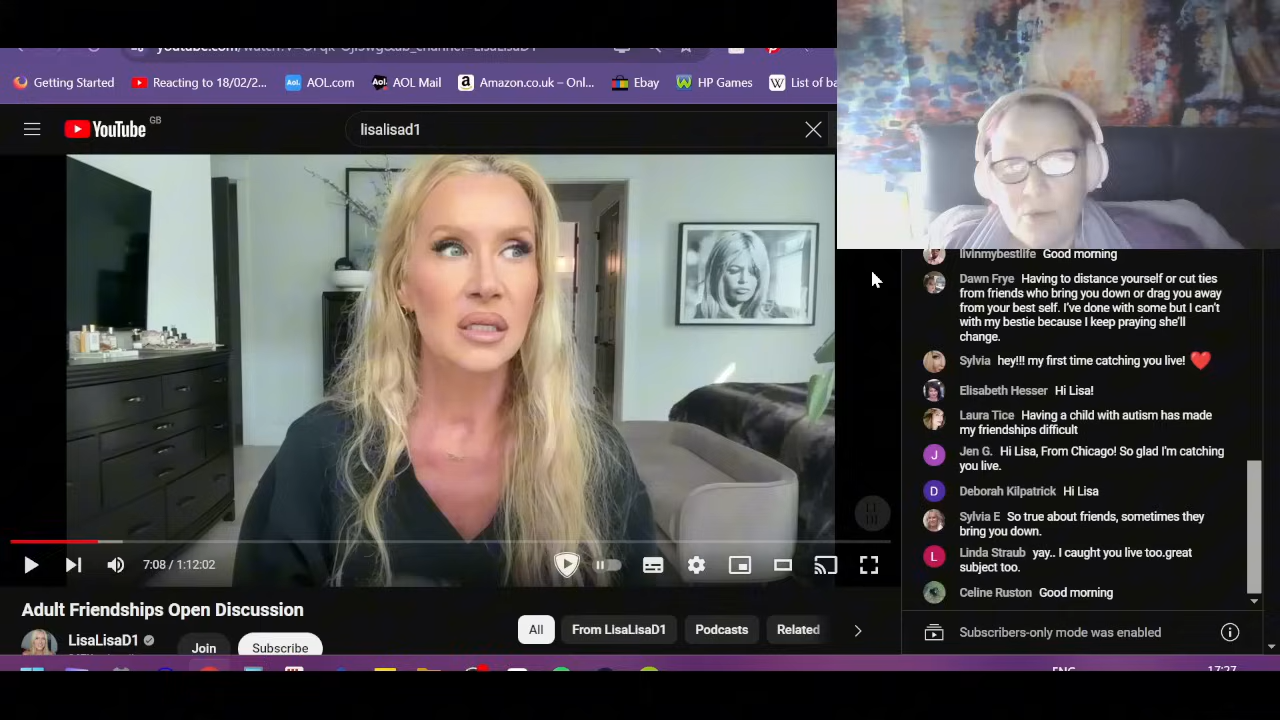 Getting Started
Reacting to 18/02/2...
AOL.com
AOL Mail
Amazon.co.uk – Onl...
Ebay
HP Games
List of ba
YouTube GB
lisalisad1
livinmybestlife Good morning
Dawn Frye Having to distance yourself or cut ties
from friends who bring you down or drag you away
from your best self. I've done with some but I can't
with my bestie because I keep praying she'll
change.
Sylvia hey!!! my first time catching you live! ❤️
Elisabeth Hesser Hi Lisa!
Laura Tice Having a child with autism has made
my friendships difficult
J Jen G. Hi Lisa, From Chicago! So glad I'm catching
you live.
D Deborah Kilpatrick Hi Lisa
Sylvia E So true about friends, sometimes they
bring you down.
L Linda Straub yay.. I caught you live too.great
subject too.
Celine Ruston Good morning
Subscribers-only mode was enabled
7:08 / 1:12:02
Adult Friendships Open Discussion
LisaLisaD1
Join
Subscribe
All
From LisaLisaD1
Podcasts
Related
ENG
17:27